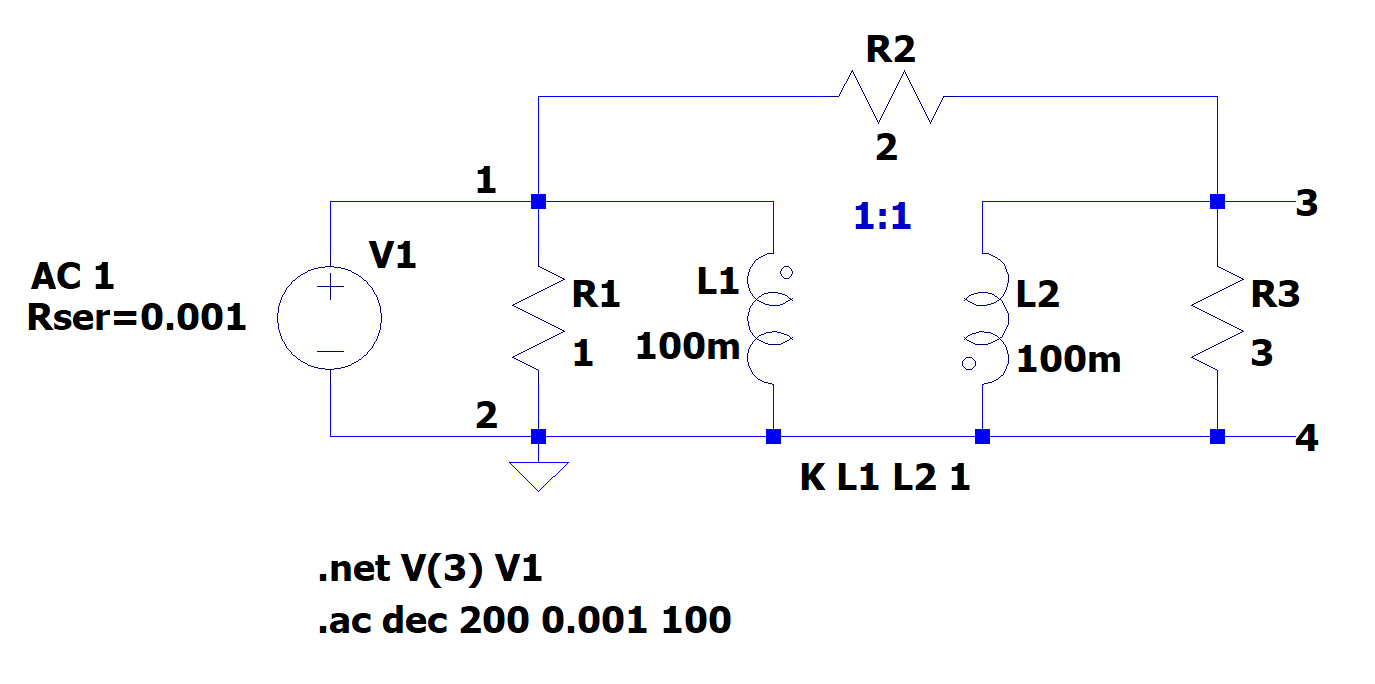 R2
2
1
3
1:1
V1
AC 1
Rser=0.001
R1
1
L1
100m
L2
100m
R3
3
2
4
K L1 L2 1
.net V(3) V1
.ac dec 200 0.001 100